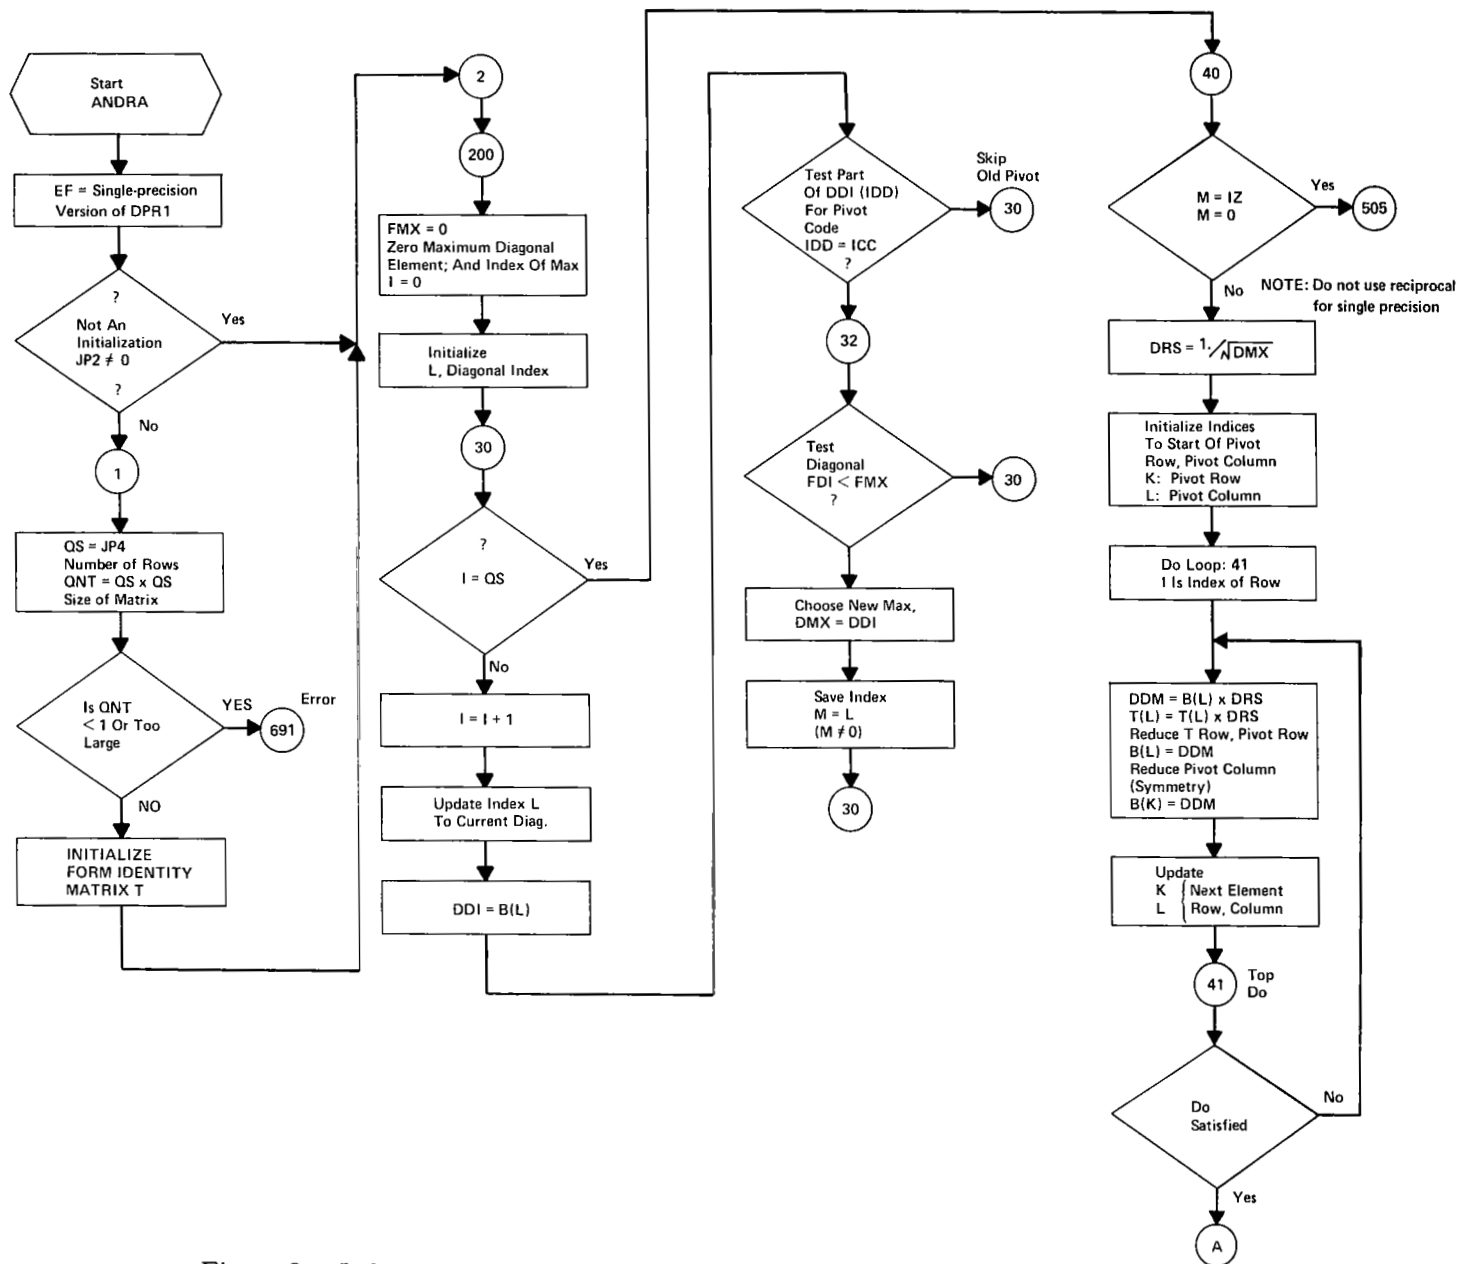 Start
ANDRA
EF = Single-precision
Version of DPR1
?
Not An
Initialization
JP2 ≠ 0
?
Yes
No
1
QS = JP4
Number of Rows
QNT = QS x QS
Size of Matrix
Is QNT
< 1 Or Too
Large
YES
Error
691
NO
INITIALIZE
FORM IDENTITY
MATRIX T
2
200
FMX = 0
Zero Maximum Diagonal
Element; And Index Of Max
I = 0
Initialize
L, Diagonal Index
30
?
I = QS
Yes
No
I = I + 1
Update Index L
To Current Diag.
DDI = B(L)
Test Part
Of DDI (IDD)
For Pivot
Code
IDD = ICC
?
Skip
Old Pivot
30
32
Test
Diagonal
FDI < FMX
?
30
Choose New Max,
DMX = DDI
Save Index
M = L
(M ≠ 0)
30
40
M = IZ
M = 0
Yes
505
No
NOTE: Do not use reciprocal
for single precision
DRS = 1./√DMX
Initialize Indices
To Start Of Pivot
Row, Pivot Column
K: Pivot Row
L: Pivot Column
Do Loop: 41
1 Is Index of Row
DDM = B(L) x DRS
T(L) = T(L) x DRS
Reduce T Row, Pivot Row
B(L) = DDM
Reduce Pivot Column
(Symmetry)
B(K) = DDM
Update
K { Next Element
L { Row, Column
41
Top
Do
Do
Satisfied
No
Yes
A